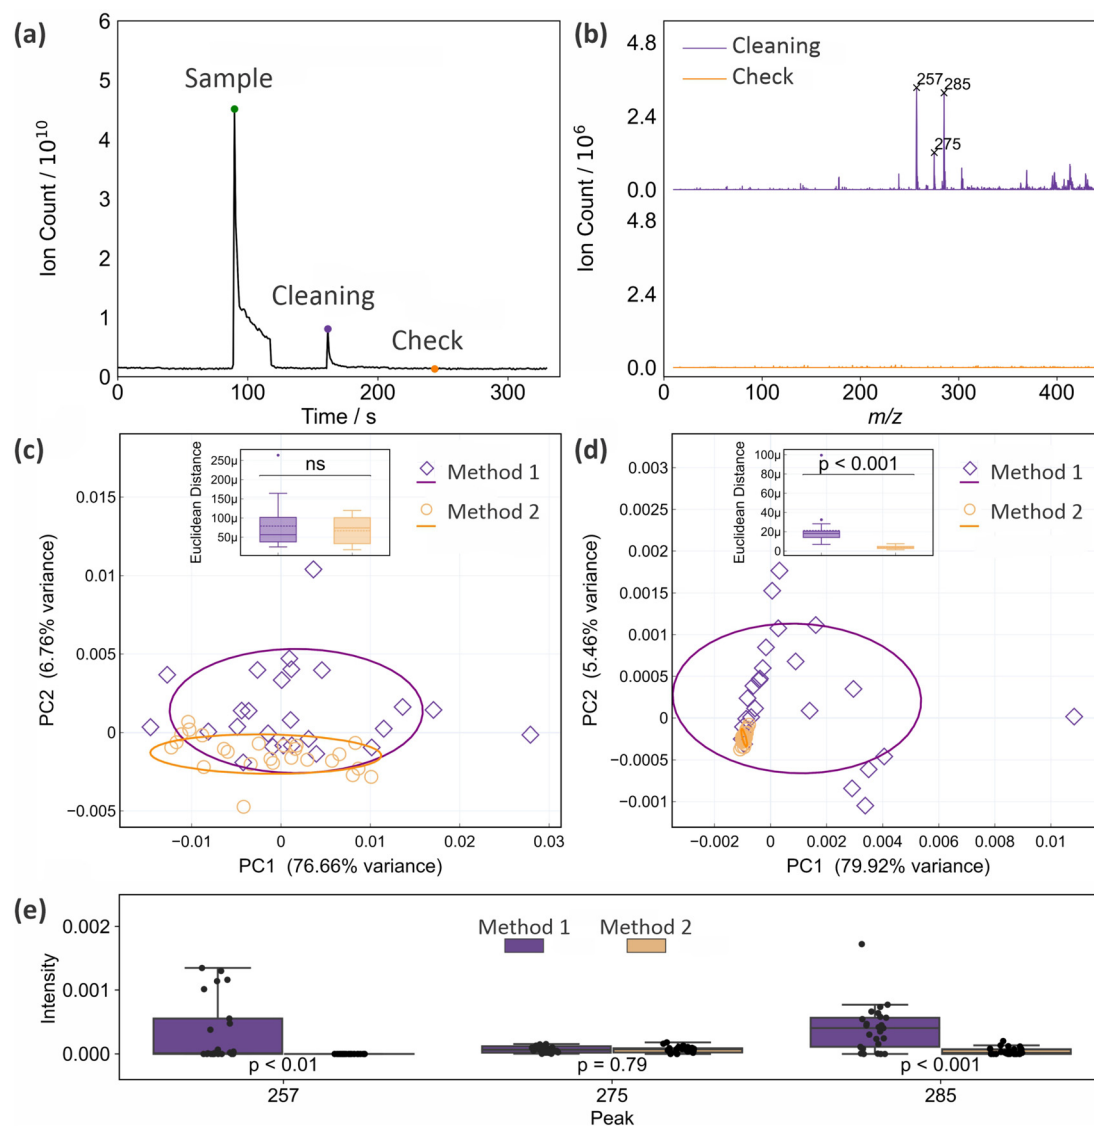 (a)
6
5
4
3
2
1
0
Ion Count / 10^10
Sample
Cleaning
Check
0 100 200 300
Time / s
(b)
4.8
2.4
0.0
4.8
2.4
0.0
Ion Count / 10^6
Cleaning
Check
257
285
275
0 100 200 300 400
m/z
(c)
0.015
0.01
0.005
0
−0.005
PC2 (6.76% variance)
Euclidean Distance
250μ
200μ
150μ
100μ
50μ
ns
Method 1
Method 2
−0.01 0 0.01 0.02 0.03
PC1 (76.66% variance)
(d)
0.003
0.0025
0.002
0.0015
0.001
0.0005
0
−0.0005
−0.001
PC2 (5.46% variance)
Euclidean Distance
100μ
80μ
60μ
40μ
20μ
0
p < 0.001
Method 1
Method 2
−0.002 0 0.002 0.004 0.006 0.008 0.01
PC1 (79.92% variance)
(e)
0.002
0.001
0.000
Intensity
Method 1 Method 2
p < 0.01 p = 0.79 p < 0.001
257 275 285
Peak